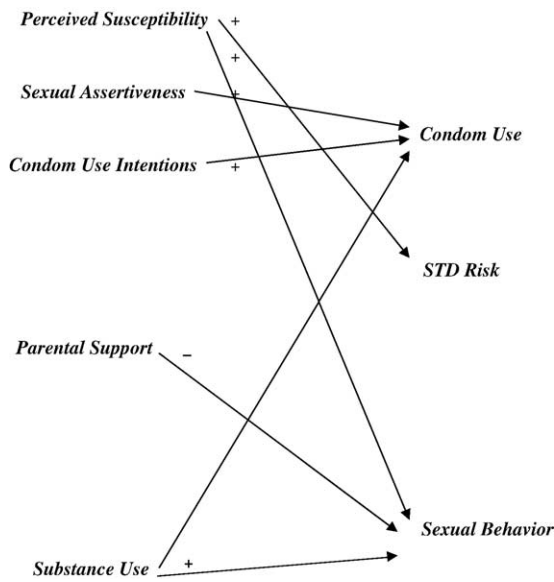 Perceived Susceptibility +
+
Sexual Assertiveness +
Condom Use
Condom Use Intentions +
STD Risk
Parental Support –
Sexual Behavior
Substance Use +